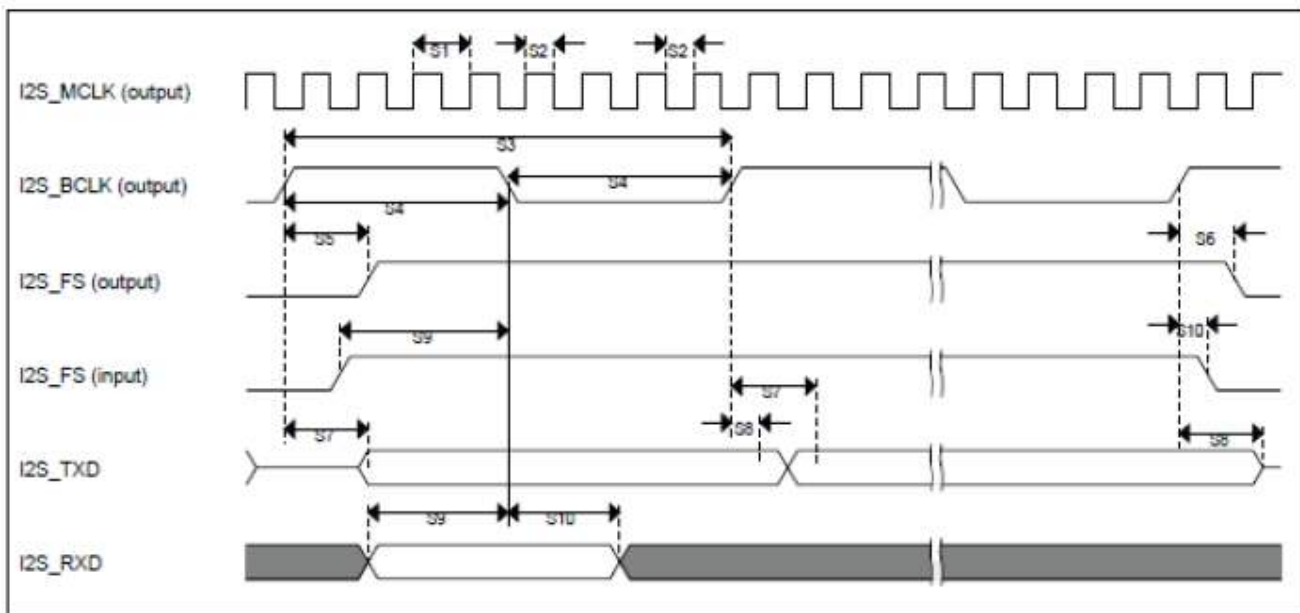 S1
S2
S2
I2S_MCLK (output)
S3
I2S_BCLK (output)
S4
S4
S5
S6
I2S_FS (output)
S9
S10
I2S_FS (input)
S7
S7
S8
S8
I2S_TXD
S9
S10
I2S_RXD